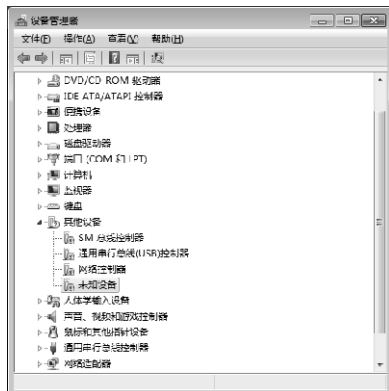 设备管理器
文件(F) 操作(A) 查看(V) 帮助(H)
DVD/CD-ROM 驱动器
IDE ATA/ATAPI 控制器
便携设备
处理器
磁盘驱动器
端口 (COM 和 LPT)
计算机
监视器
键盘
其他设备
SM 总线控制器
通用串行总线(USB)控制器
网络控制器
未知设备
人体学输入设备
声音、视频和游戏控制器
鼠标和其他指针设备
通用串行总线控制器
网络适配器